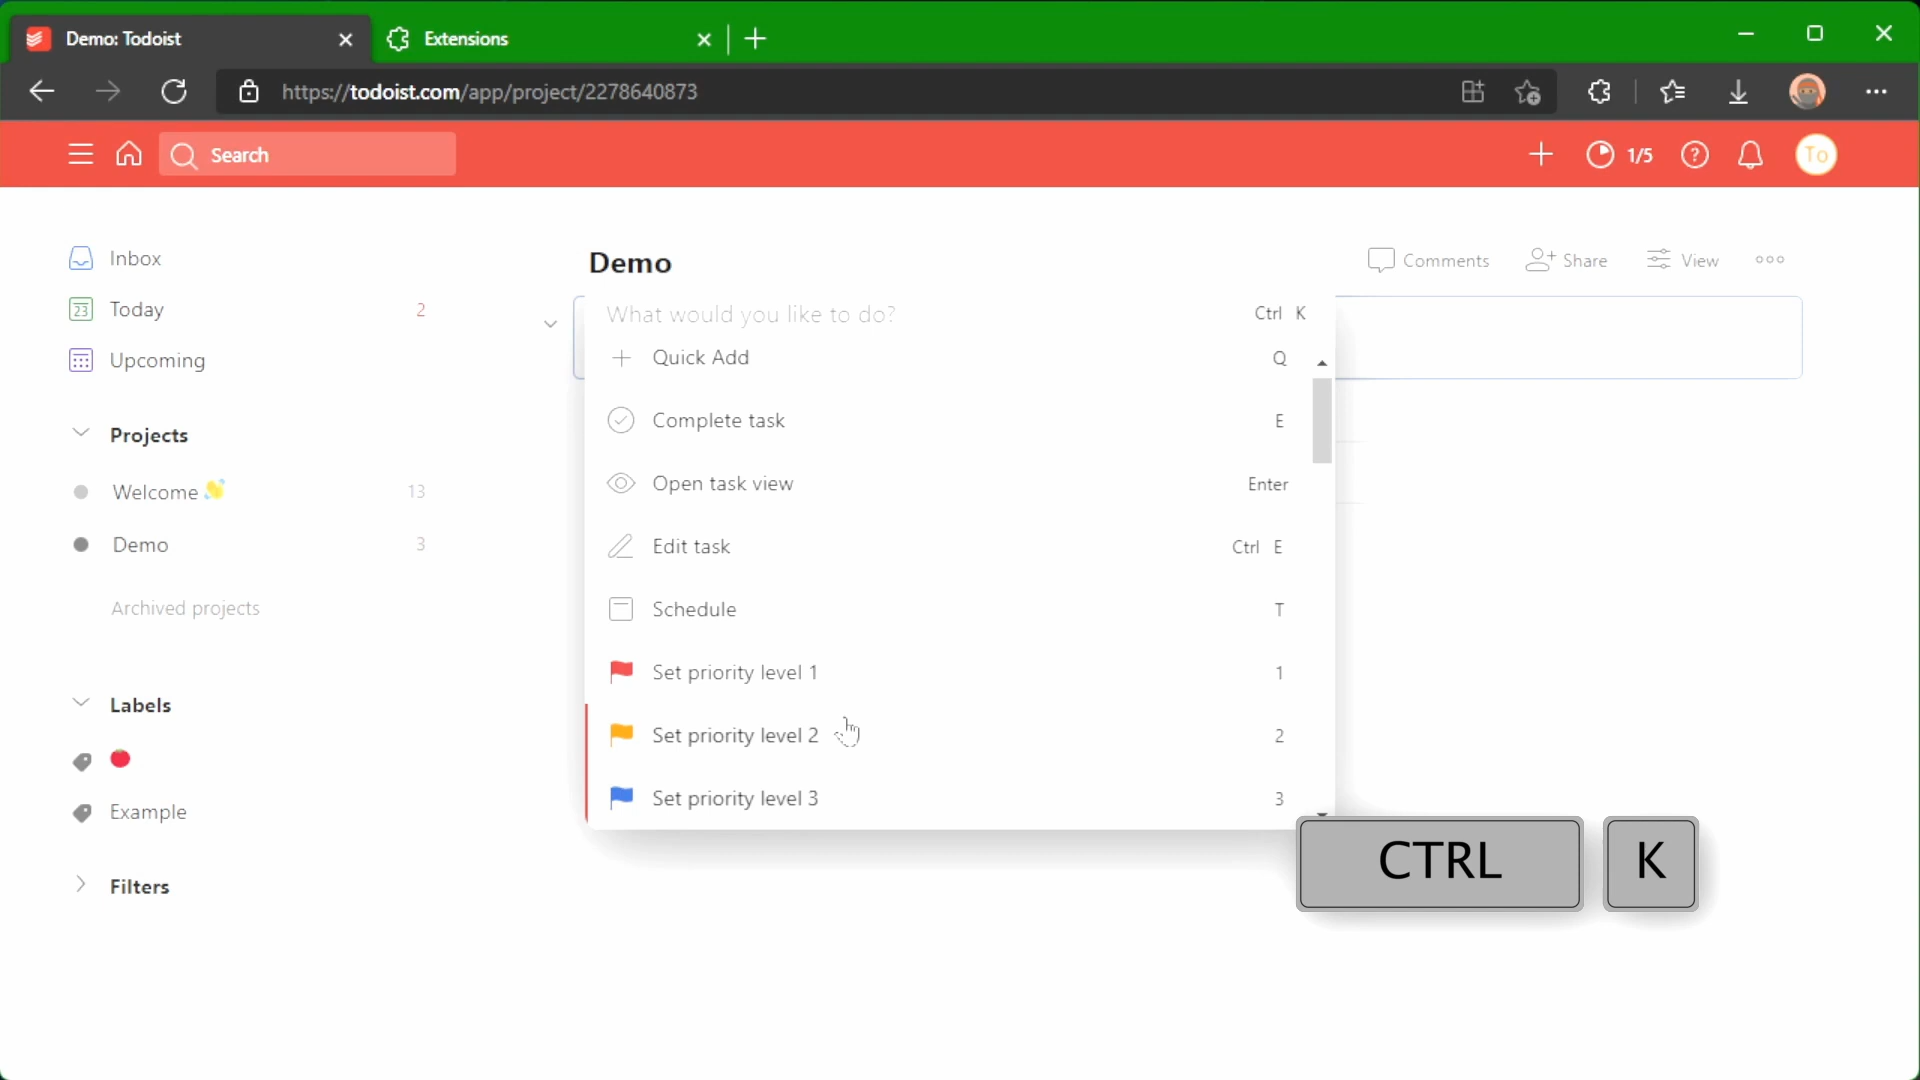 Demo: Todoist
Extensions
https://todoist.com/app/project/2278640873
Search
1/5
To
Inbox
23 Today 2
Upcoming
Projects
Welcome 13
Demo 3
Archived projects
Labels
Example
Filters
Demo
Comments
Share
View
What would you like to do? Ctrl K
Quick Add Q
Complete task E
Open task view Enter
Edit task Ctrl E
Schedule T
Set priority level 1 1
Set priority level 2 2
Set priority level 3 3
CTRL K